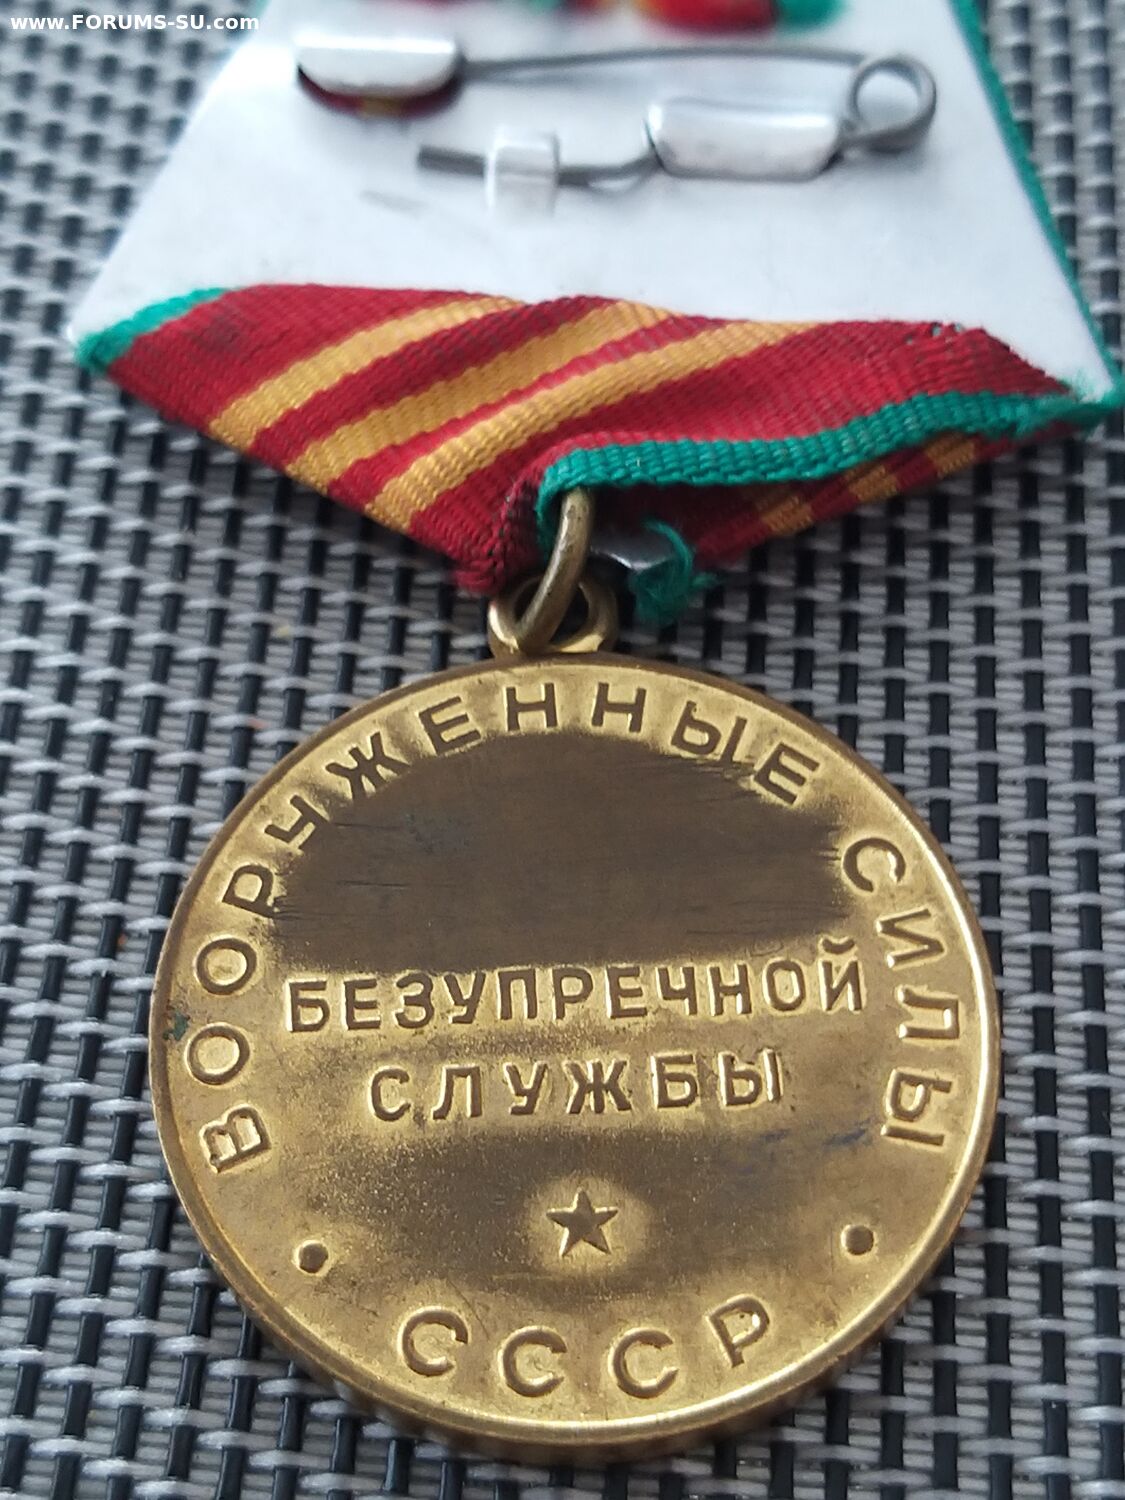 www.FORUMS-SU.com
ВООРУЖЕННЫЕ СИЛЫ
БЕЗУПРЕЧНОЙ
СЛУЖБЫ
СССР